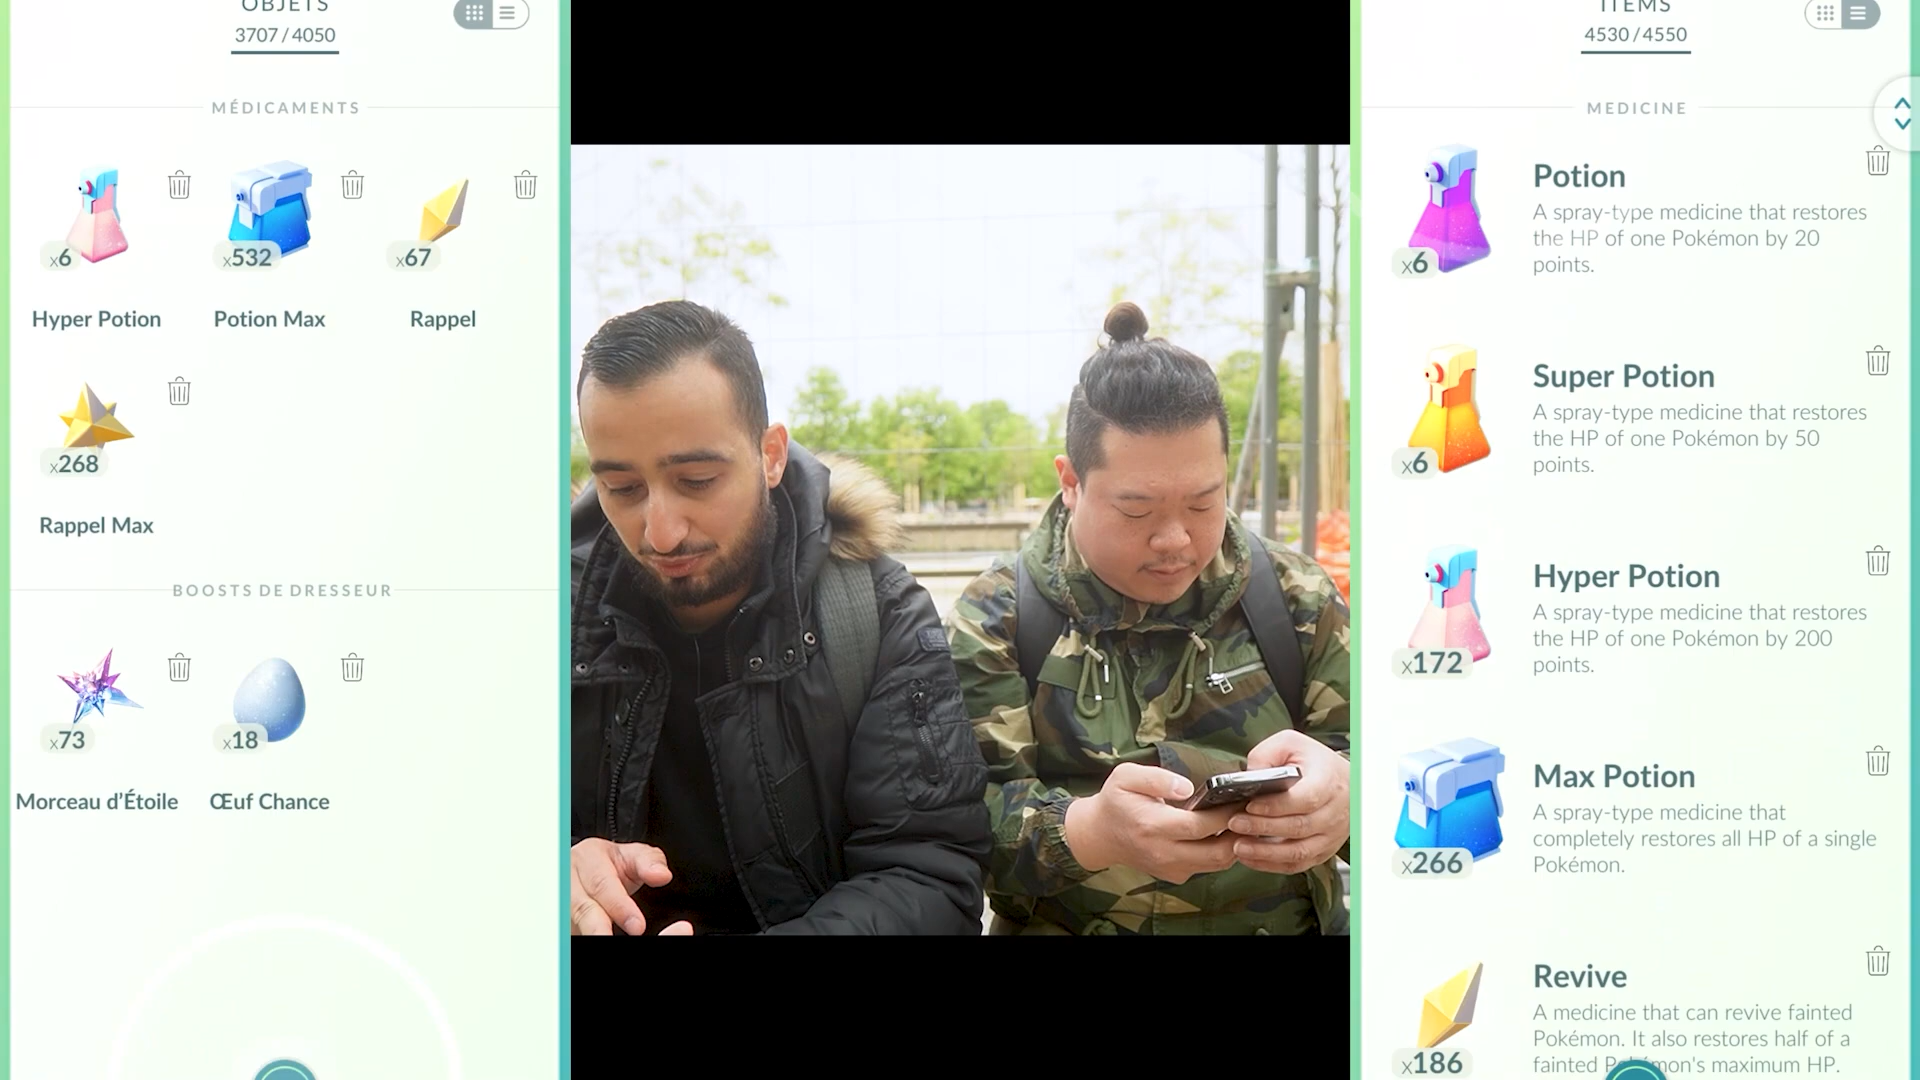 OBJETS
3707 / 4050
MÉDICAMENTS
x6
x532
x67
Hyper Potion
Potion Max
Rappel
x268
Rappel Max
BOOSTS DE DRESSEUR
x73
x18
Morceau d'Étoile
Œuf Chance
ITEMS
4530 / 4550
MEDICINE
Potion
A spray-type medicine that restores
the HP of one Pokémon by 20
points.
x6
Super Potion
A spray-type medicine that restores
the HP of one Pokémon by 50
points.
x6
Hyper Potion
A spray-type medicine that restores
the HP of one Pokémon by 200
points.
x172
Max Potion
A spray-type medicine that
completely restores all HP of a single
Pokémon.
x266
Revive
A medicine that can revive fainted
Pokémon. It also restores half of a
fainted Pokémon's maximum HP.
x186